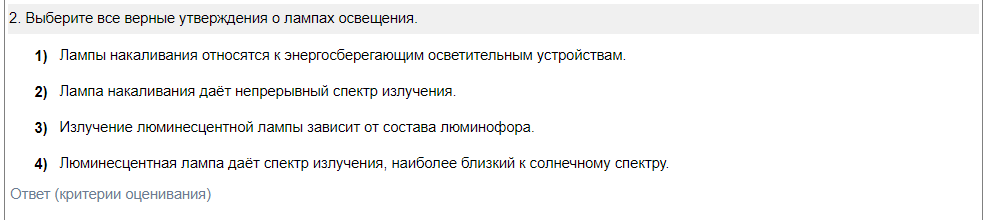 2. Выберите все верные утверждения о лампах освещения.
1) Лампы накаливания относятся к энергосберегающим осветительным устройствам.
2) Лампа накаливания даёт непрерывный спектр излучения.
3) Излучение люминесцентной лампы зависит от состава люминофора.
4) Люминесцентная лампа даёт спектр излучения, наиболее близкий к солнечному спектру.
Ответ (критерии оценивания)